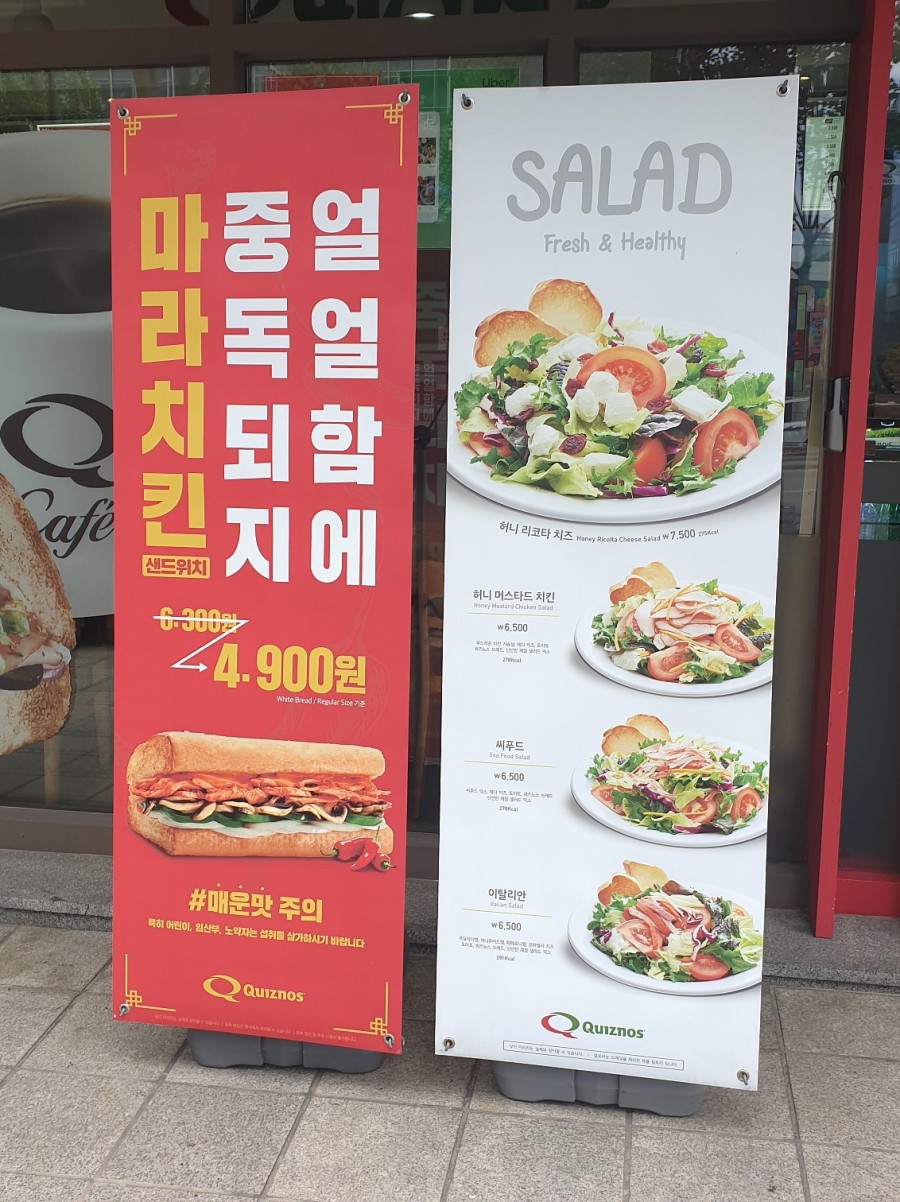 얼얼함에
중독되지
마라치킨
샌드위치
6.300원
4.900원
White Bread / Regular Size 기준
#매운맛 주의
특히 어린이, 임산부, 노약자는 섭취를 삼가하시기 바랍니다
Quiznos
SALAD
Fresh & Healthy
허니 리코타 치즈 Honey Ricotta Cheese Salad ₩7,500 275Kcal
허니 머스타드 치킨
Honey Mustard Chicken Salad
₩6,500
278Kcal
씨푸드
Sea Food Salad
₩6,500
278Kcal
이탈리안
Italian Salad
₩6,500
281Kcal
Quiznos
Q
Café
Uber